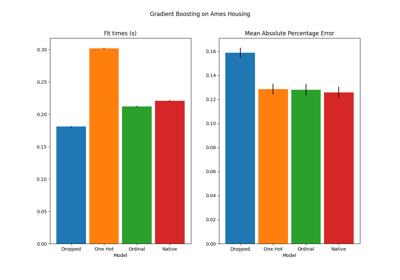 Gradient Boosting on Ames Housing
Fit times (s)
0.30
0.25
0.20
0.15
0.10
0.05
0.00
Dropped One Hot Ordinal Native
Model
Mean Absolute Percentage Error
0.16
0.14
0.12
0.10
0.08
0.06
0.04
0.02
0.00
Dropped One Hot Ordinal Native
Model